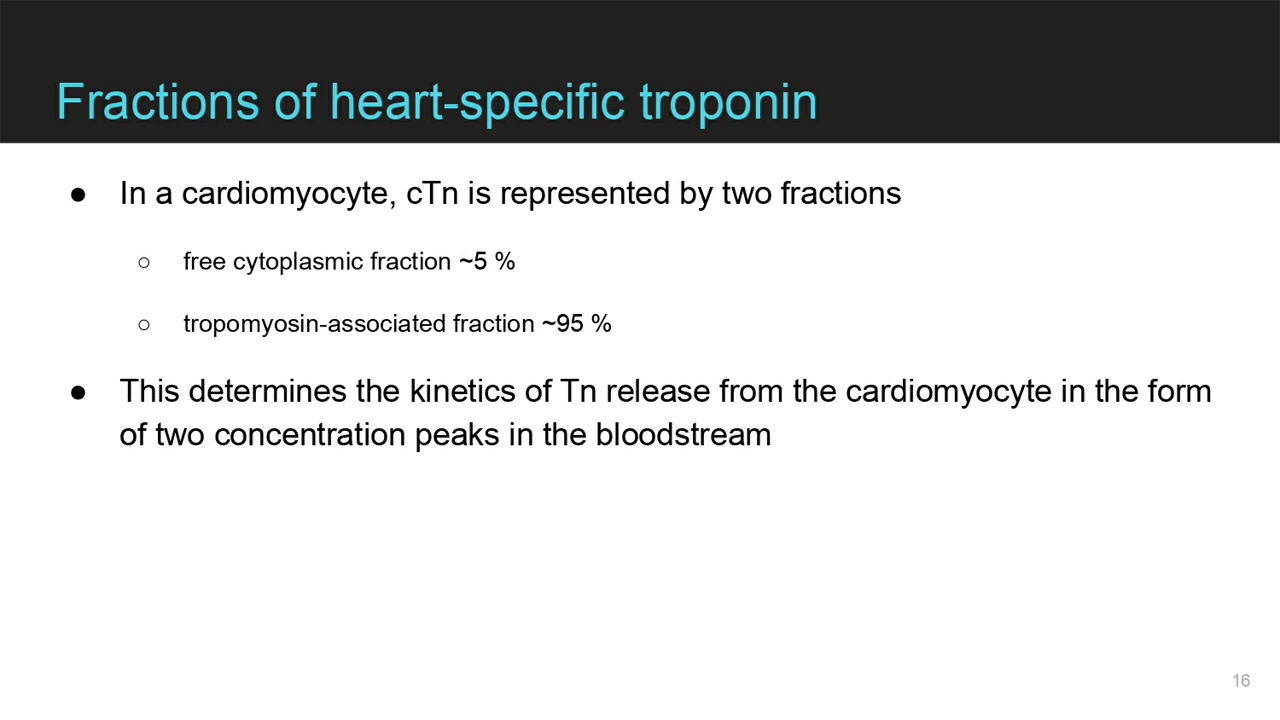 Fractions of heart-specific troponin
● In a cardiomyocyte, cTn is represented by two fractions
○ free cytoplasmic fraction ~5 %
○ tropomyosin-associated fraction ~95 %
● This determines the kinetics of Tn release from the cardiomyocyte in the form
of two concentration peaks in the bloodstream
16